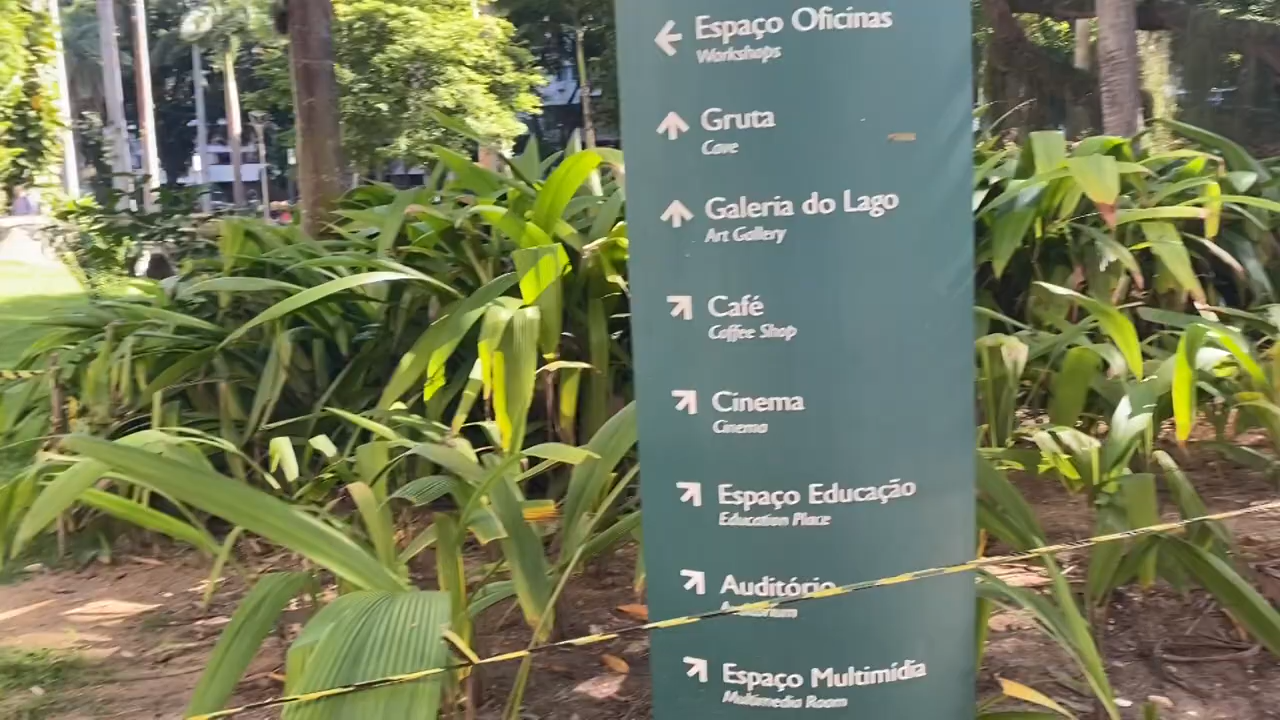 Espaço Oficinas
Workshops
Gruta
Cave
Galeria do Lago
Art Gallery
Café
Coffee Shop
Cinema
Cinema
Espaço Educação
Education Place
Auditório
Espaço Multimídia
Multimedia Room